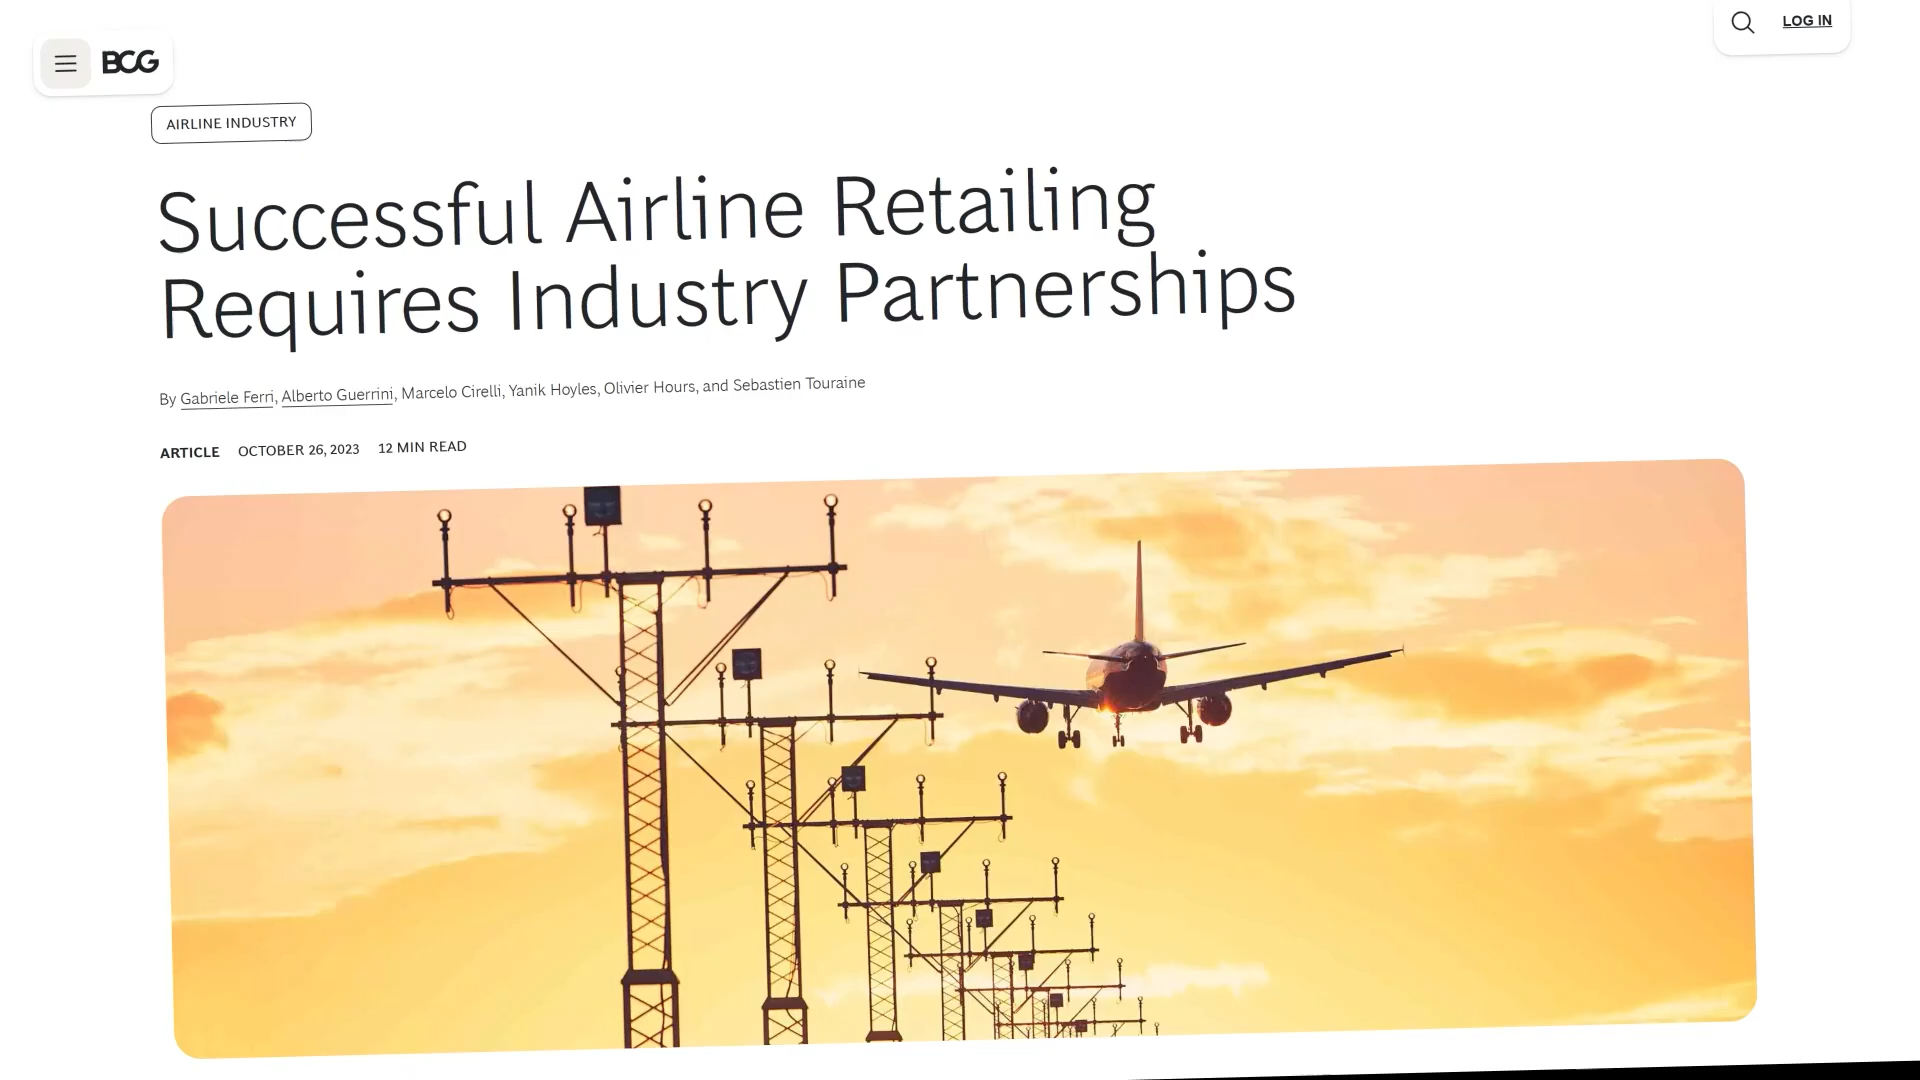 BCG
LOG IN
AIRLINE INDUSTRY
Successful Airline Retailing
Requires Industry Partnerships
By Gabriele Ferri, Alberto Guerrini, Marcelo Cirelli, Yanik Hoyles, Olivier Hours, and Sebastien Touraine
ARTICLE OCTOBER 26, 2023 12 MIN READ